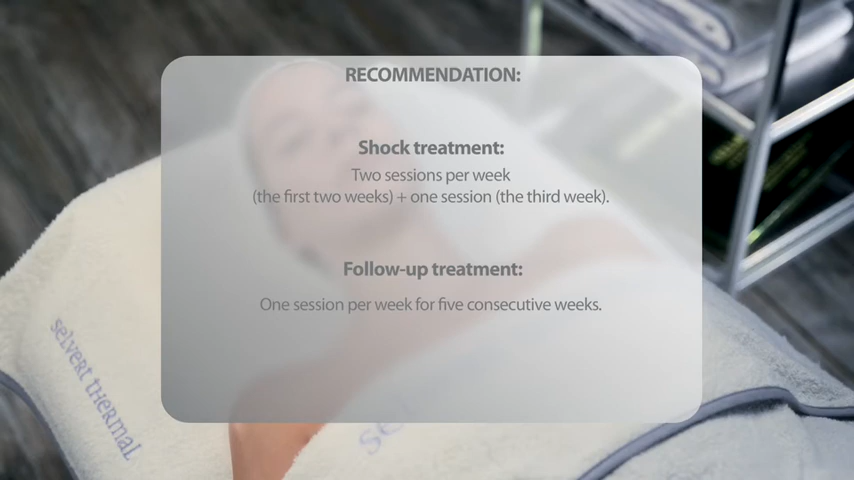 RECOMMENDATION:
Shock treatment:
Two sessions per week
(the first two weeks) + one session (the third week).
Follow-up treatment:
One session per week for five consecutive weeks.
selvert thermal
sel